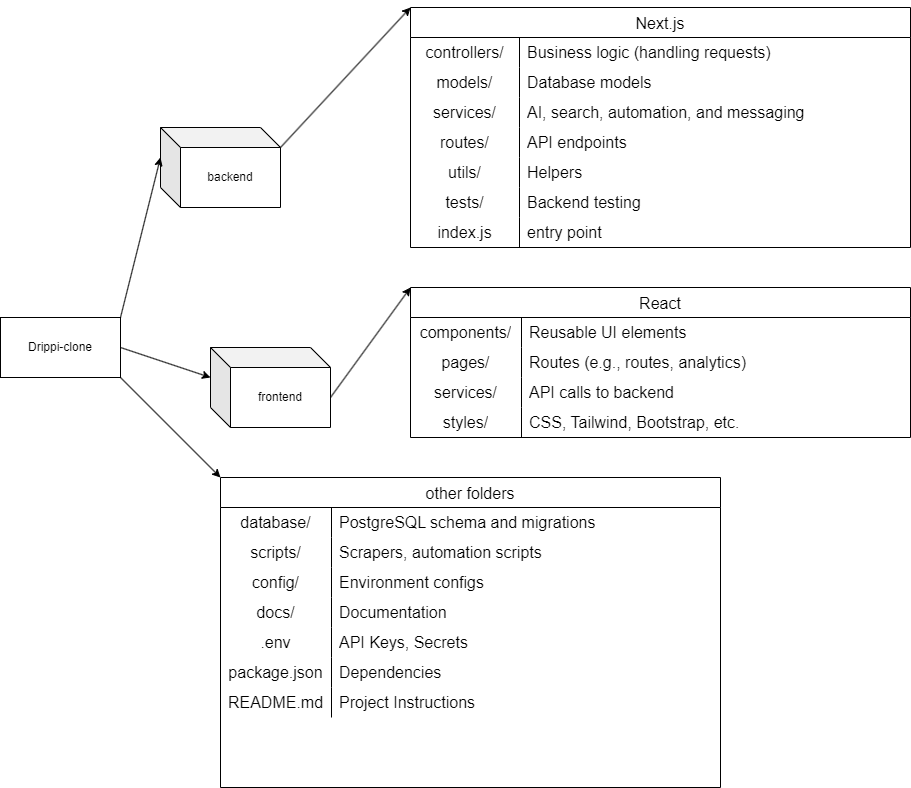 Next.js
controllers/ Business logic (handling requests)
models/ Database models
services/ AI, search, automation, and messaging
routes/ API endpoints
utils/ Helpers
tests/ Backend testing
index.js entry point
backend
React
components/ Reusable UI elements
pages/ Routes (e.g., routes, analytics)
services/ API calls to backend
styles/ CSS, Tailwind, Bootstrap, etc.
Drippi-clone
frontend
other folders
database/ PostgreSQL schema and migrations
scripts/ Scrapers, automation scripts
config/ Environment configs
docs/ Documentation
.env API Keys, Secrets
package.json Dependencies
README.md Project Instructions